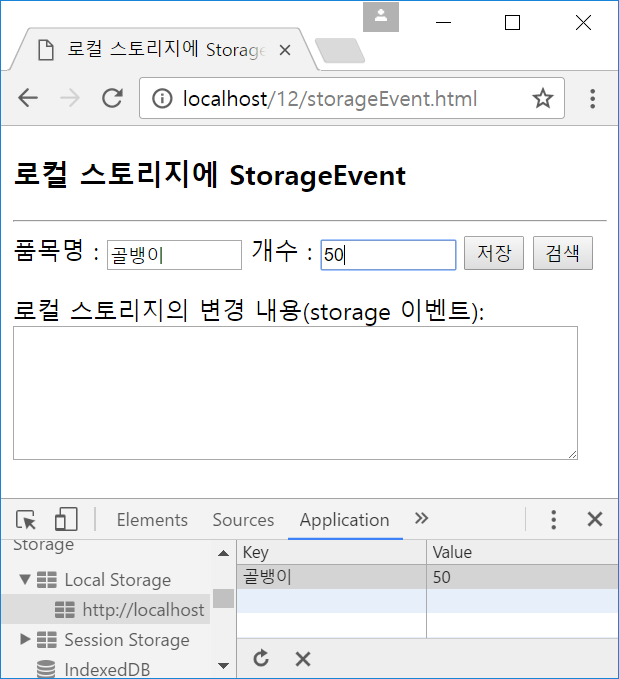 로컬 스토리지에 Storage
localhost/12/storageEvent.html
로컬 스토리지에 StorageEvent
품목명 : 골뱅이 개수 : 50 저장 검색
로컬 스토리지의 변경 내용(storage 이벤트):
Elements Sources Application
Storage
Local Storage
http://localhost
Session Storage
IndexedDB
Key Value
골뱅이 50